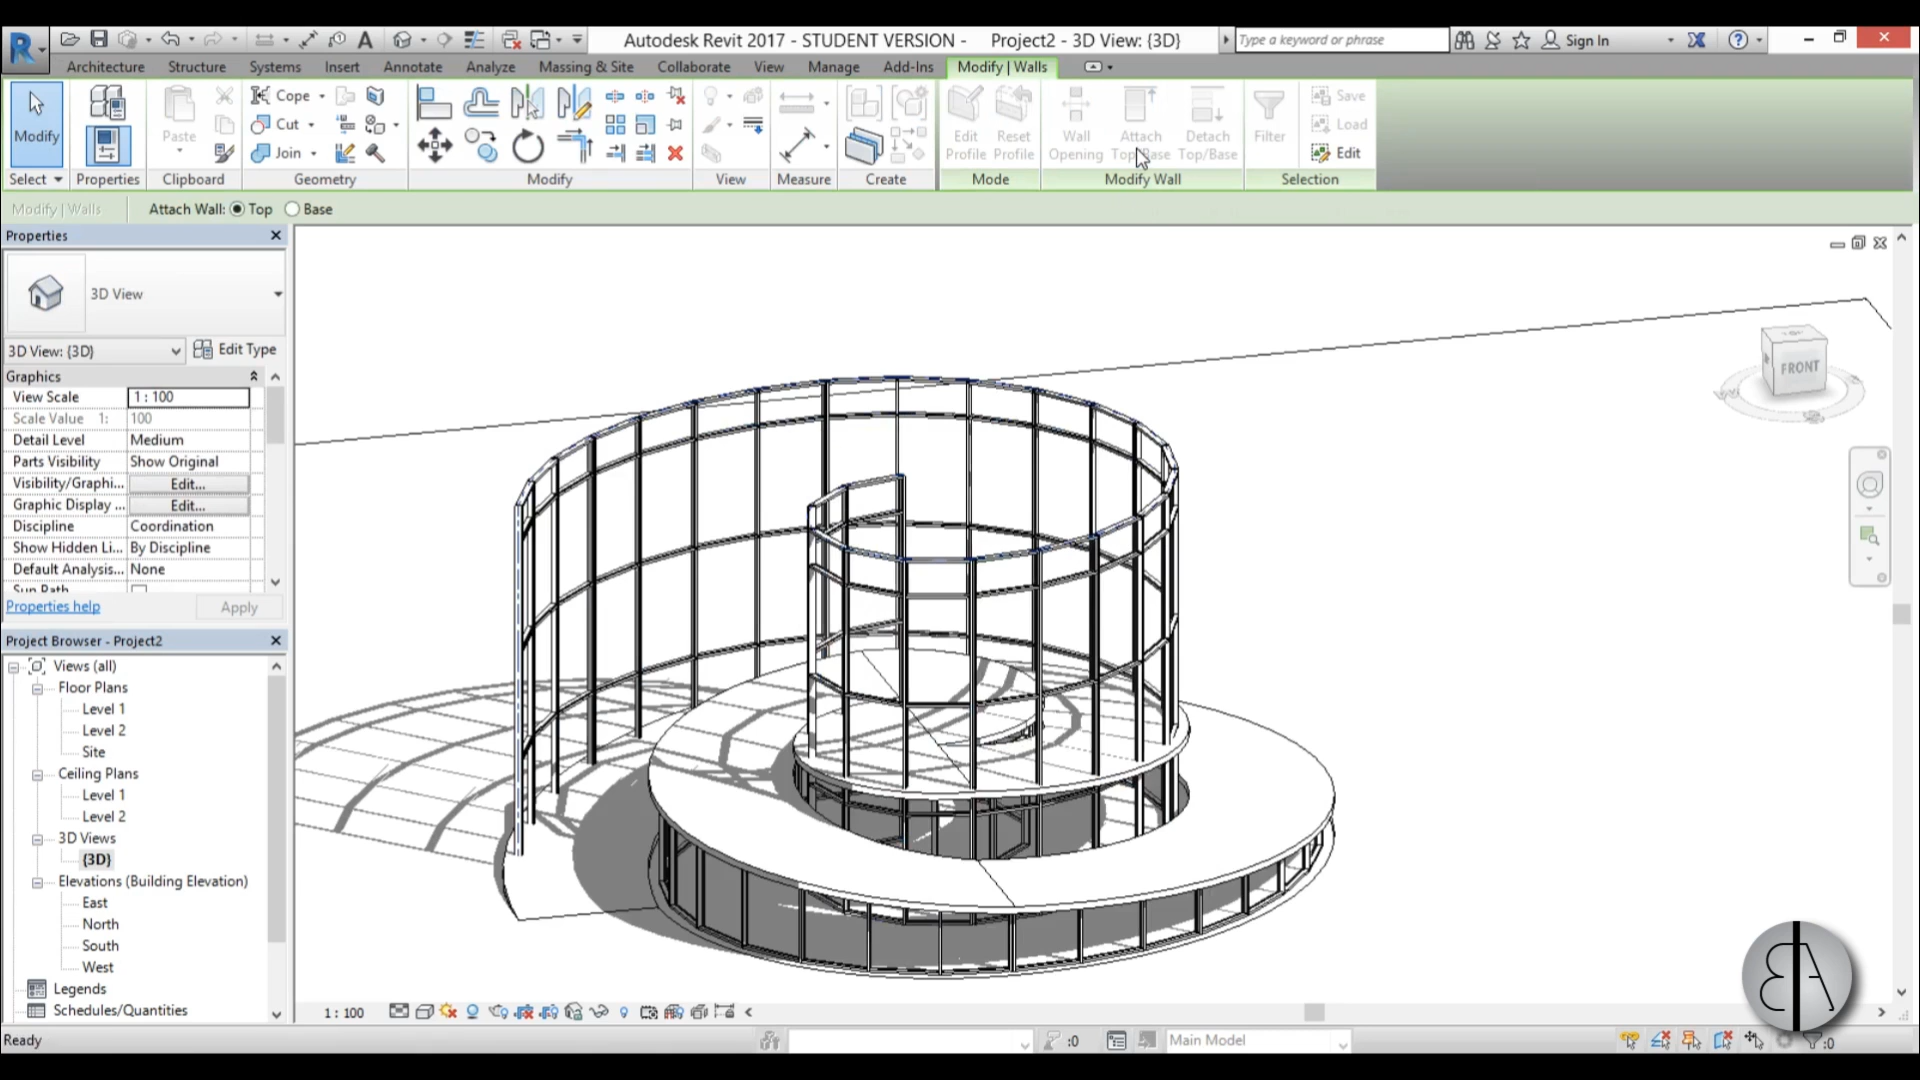 Autodesk Revit 2017 - STUDENT VERSION - Project2 - 3D View: {3D}
Type a keyword or phrase
Sign In
Architecture Structure Systems Insert Annotate Analyze Massing & Site Collaborate View Manage Add-Ins Modify | Walls
Modify
Paste
Cope
Cut
Join
Edit Profile
Reset Profile
Wall Opening
Attach Top/Base
Detach Top/Base
Filter
Save
Load
Edit
Select Properties Clipboard Geometry Modify View Measure Create Mode Modify Wall Selection
Modify | Walls Attach Wall: Top Base
Properties
3D View
3D View: {3D} Edit Type
Graphics
View Scale 1 : 100
Scale Value 1: 100
Detail Level Medium
Parts Visibility Show Original
Visibility/Graphi... Edit...
Graphic Display ... Edit...
Discipline Coordination
Show Hidden Li... By Discipline
Default Analysis... None
Sun Path
Properties help Apply
Project Browser - Project2
Views (all)
Floor Plans
Level 1
Level 2
Site
Ceiling Plans
Level 1
Level 2
3D Views
{3D}
Elevations (Building Elevation)
East
North
South
West
Legends
Schedules/Quantities
FRONT
1 : 100
Ready
:0
Main Model
:0